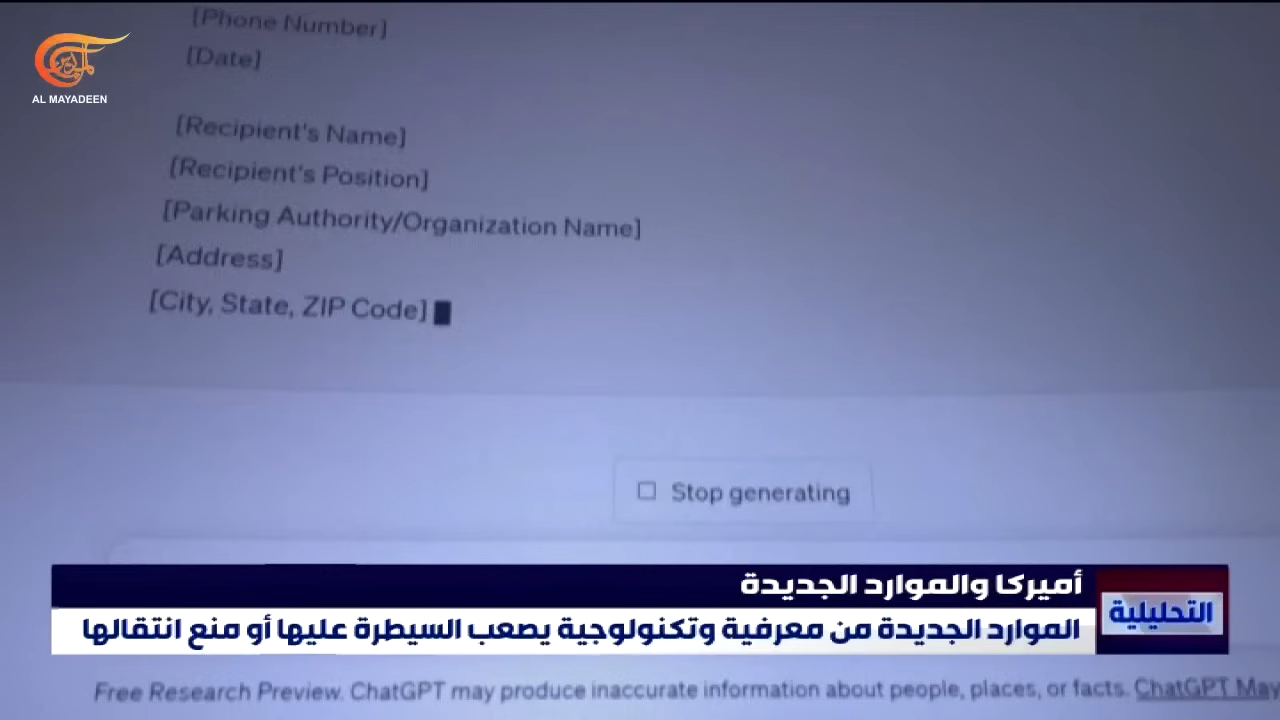 [Phone Number]
[Date]
[Recipient's Name]
[Recipient's Position]
[Parking Authority/Organization Name]
[Address]
[City, State, ZIP Code]
Stop generating
AL MAYADEEN
أميركا والموارد الجديدة
التحليلية
الموارد الجديدة من معرفية وتكنولوجية يصعب السيطرة عليها أو منع انتقالها
Free Research Preview. ChatGPT may produce inaccurate information about people, places, or facts. ChatGPT May